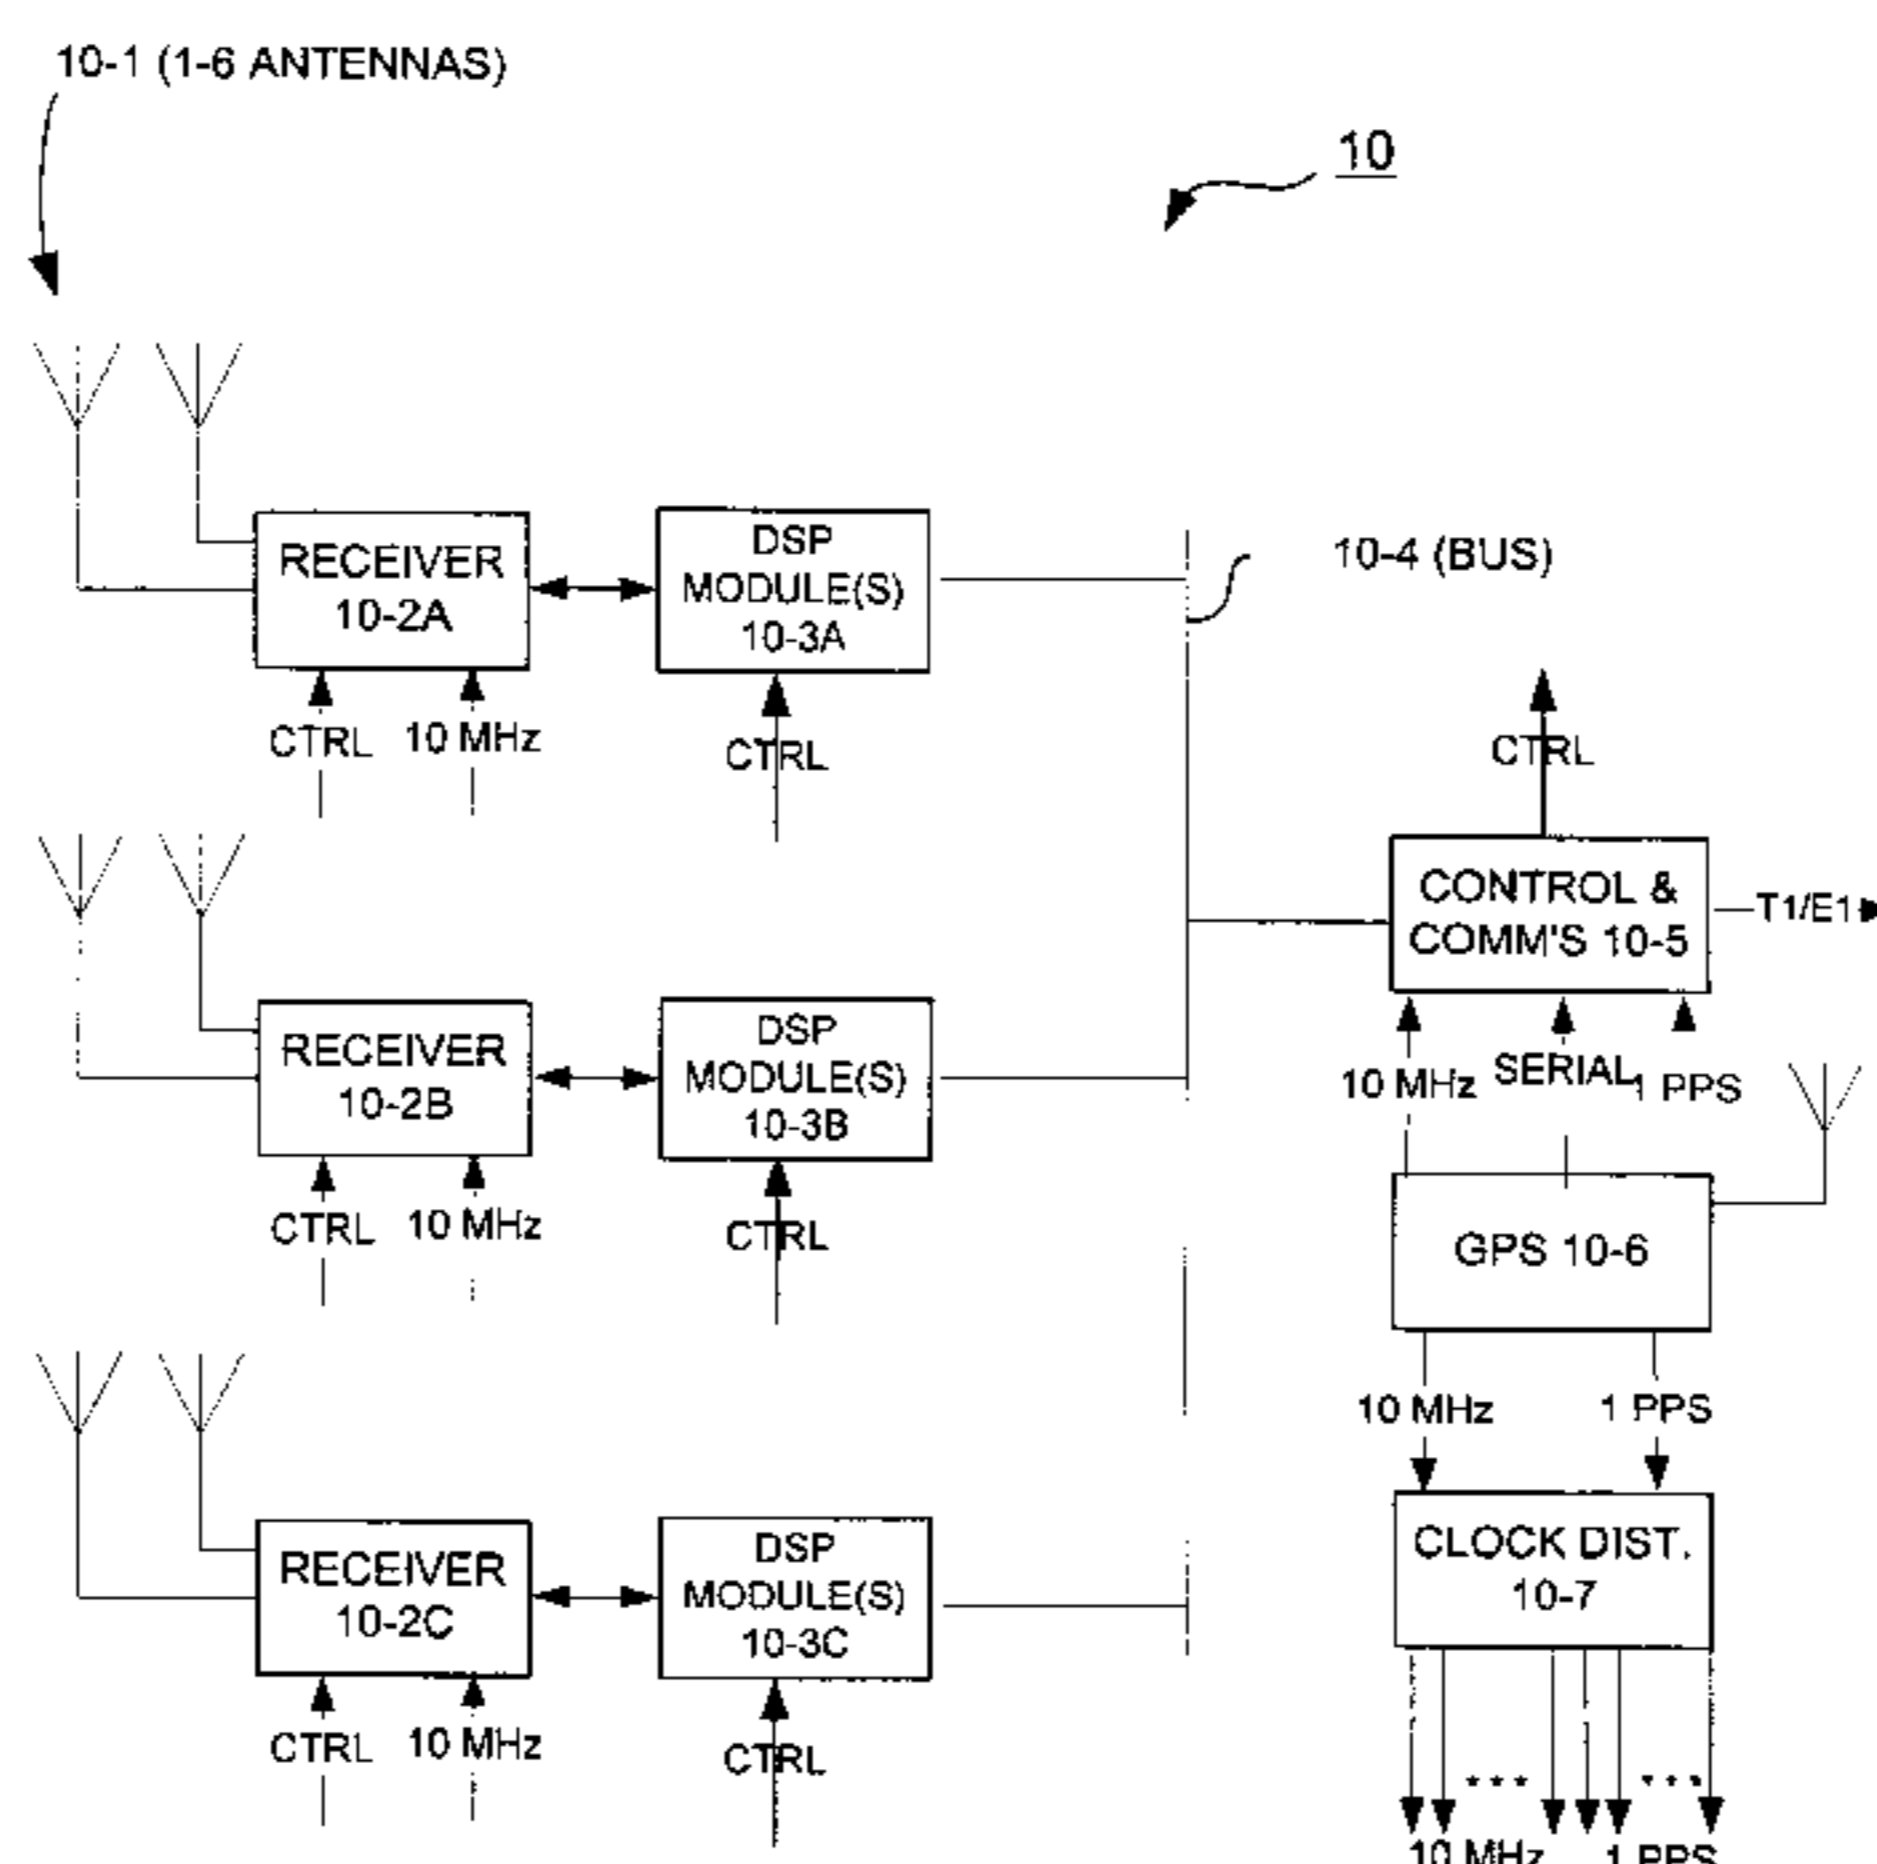 10-1 (1-6 ANTENNAS)
10
RECEIVER
10-2A
DSP
MODULE(S)
10-3A
10-4 (BUS)
CTRL
10 MHz
CTRL
CTRL
CONTROL &
COMM'S 10-5
T1/E1
RECEIVER
10-2B
DSP
MODULE(S)
10-3B
10 MHz
SERIAL
1 PPS
CTRL
10 MHz
CTRL
GPS 10-6
10 MHz
1 PPS
RECEIVER
10-2C
DSP
MODULE(S)
10-3C
CLOCK DIST.
10-7
CTRL
10 MHz
CTRL
...
...
10 MHz
1 PPS